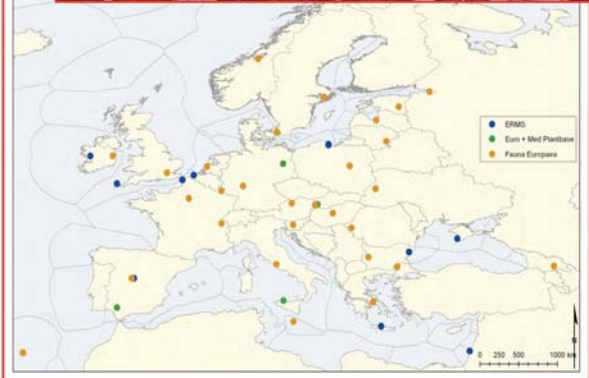 ERMS
Euro + Med Plantbase
Fauna Europaea
N
0 250 500 1000 km